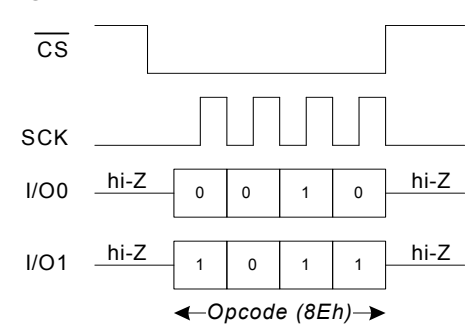 CS
SCK
I/O0 hi-Z 0 0 1 0 hi-Z
I/O1 hi-Z 1 0 1 1 hi-Z
Opcode (8Eh)